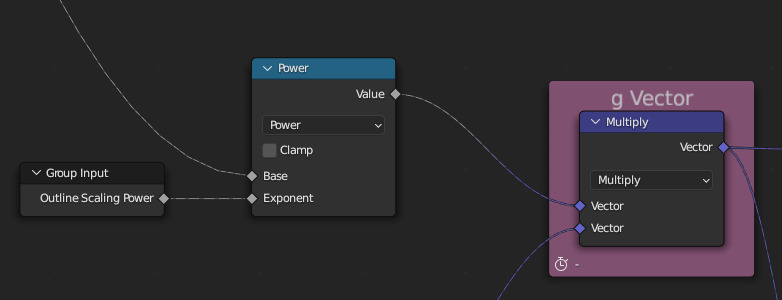 Power
Value
Power
Clamp
Base
Exponent
Group Input
Outline Scaling Power
g Vector
Multiply
Vector
Multiply
Vector
Vector
-